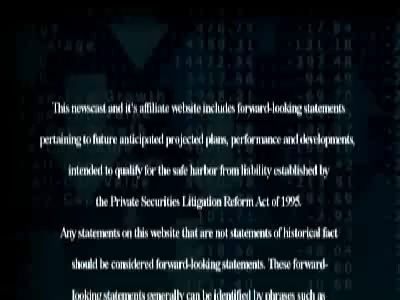 This newscast and it's affiliate website includes forward-looking statements
pertaining to future anticipated projected plans, performance and developments,
intended to qualify for the safe harbor from liability established by
the Private Securities Litigation Reform Act of 1995.
Any statements on this website that are not statements of historical fact
should be considered forward-looking statements. These forward-
looking statements generally can be identified by phrases such as